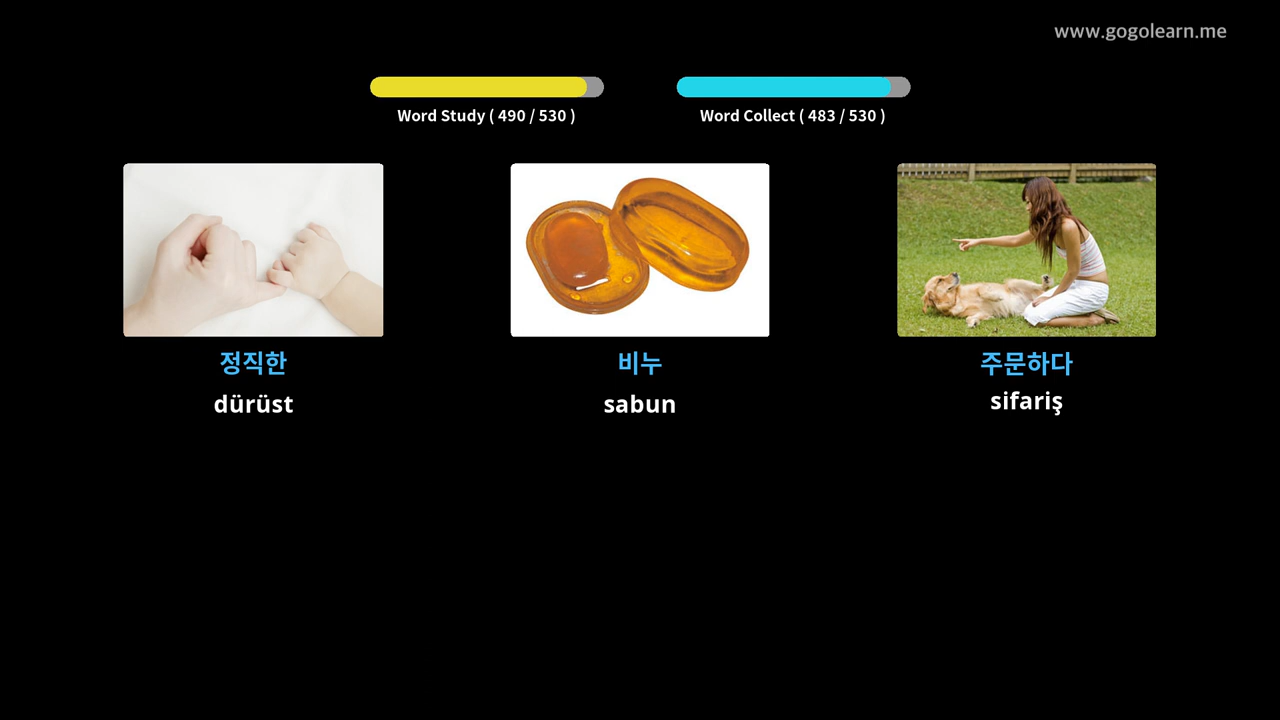 www.gogolearn.me
Word Study ( 490 / 530 )
Word Collect ( 483 / 530 )
정직한
비누
주문하다
dürüst
sabun
sifariş